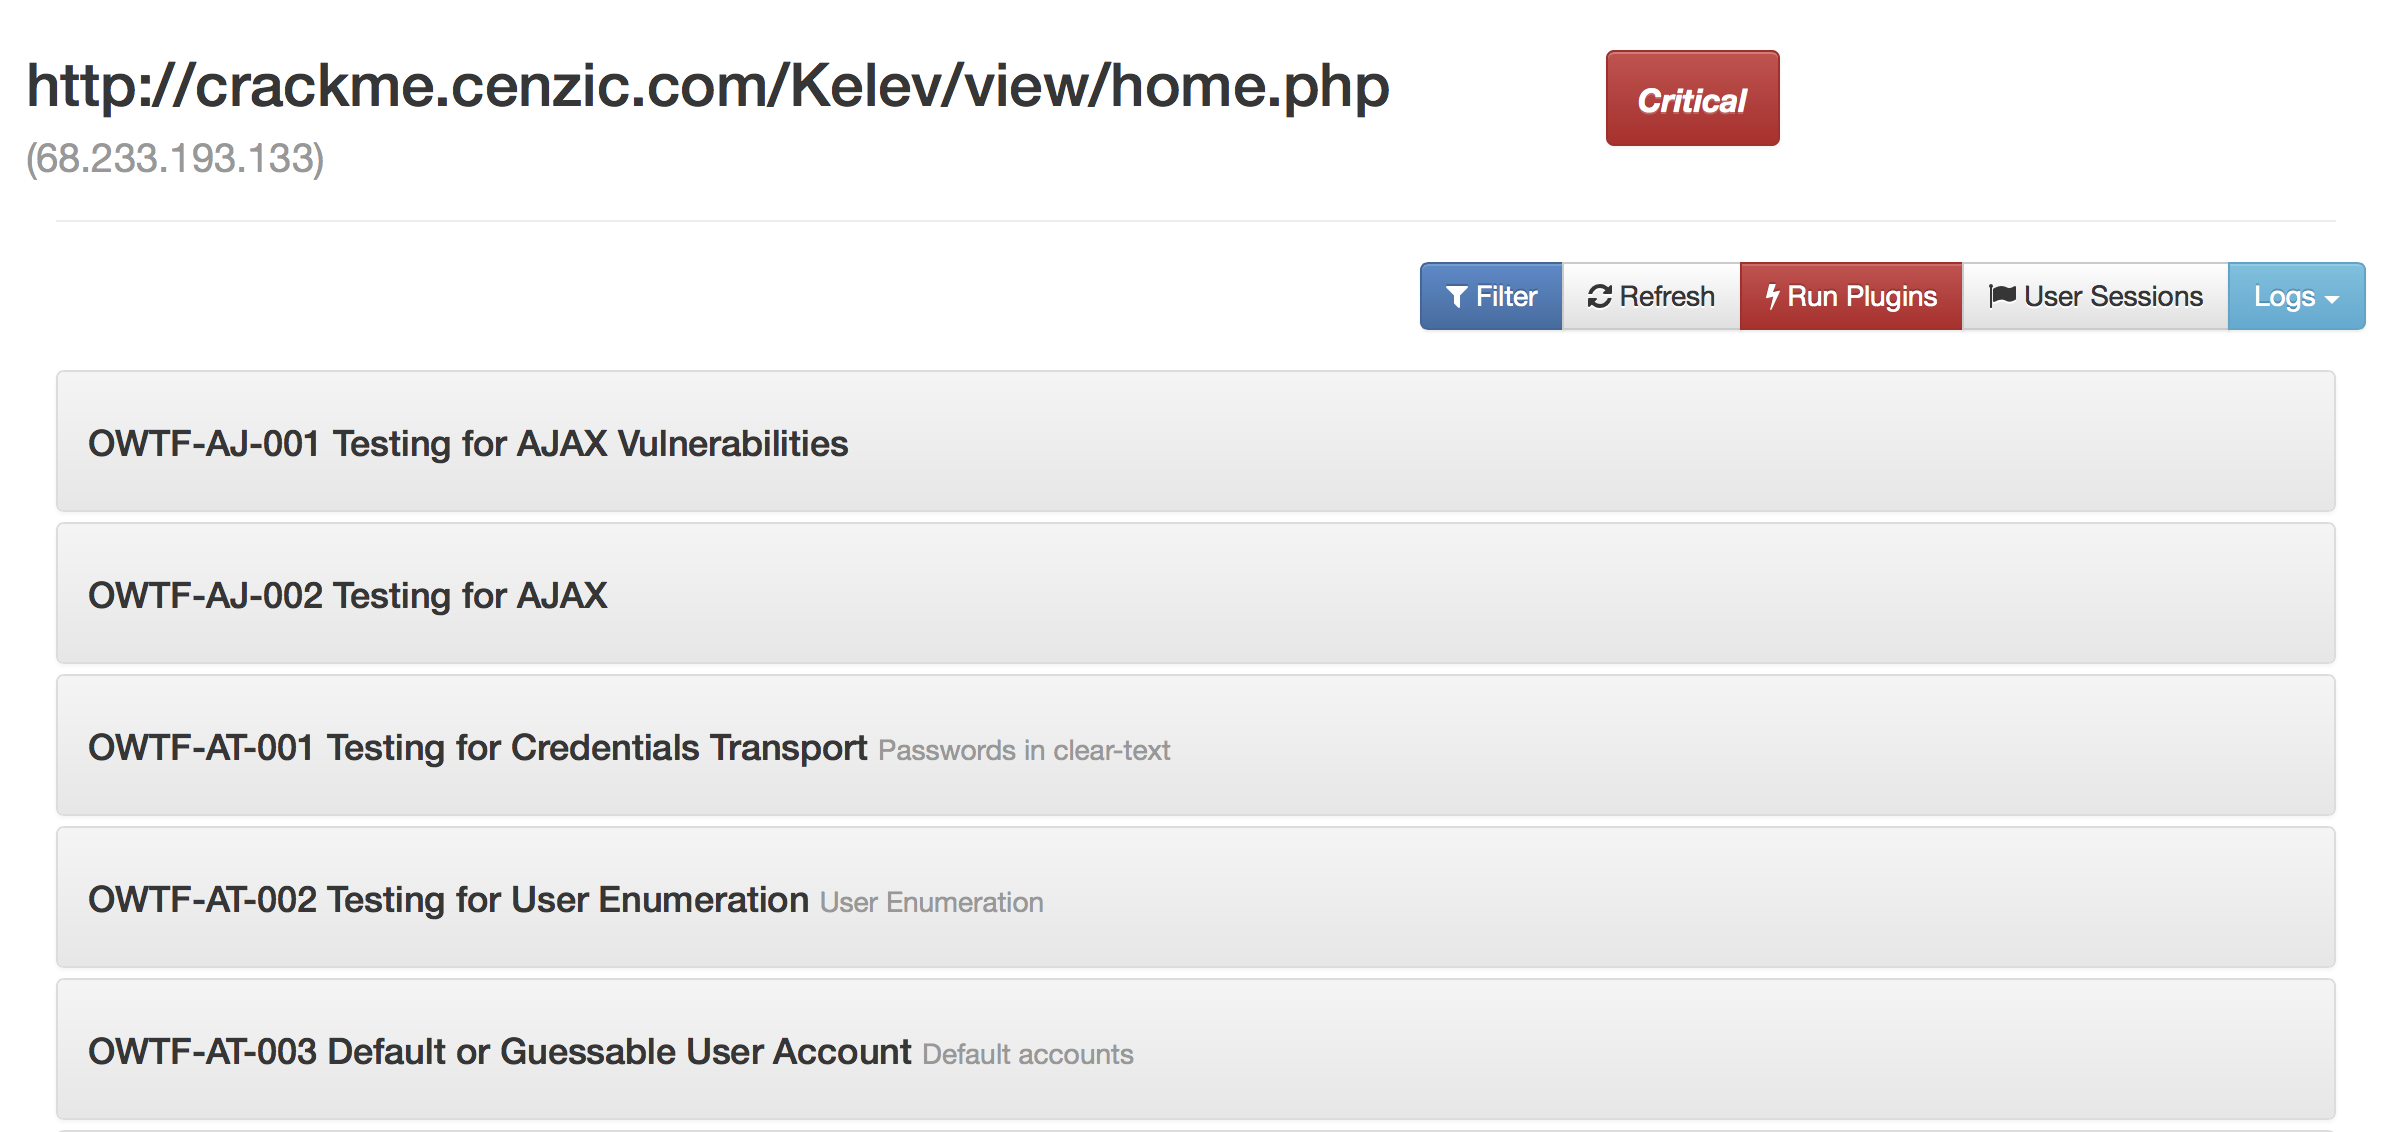 http://crackme.cenzic.com/Kelev/view/home.php
Critical
(68.233.193.133)
Filter Refresh Run Plugins User Sessions Logs
OWTF-AJ-001 Testing for AJAX Vulnerabilities
OWTF-AJ-002 Testing for AJAX
OWTF-AT-001 Testing for Credentials Transport Passwords in clear-text
OWTF-AT-002 Testing for User Enumeration User Enumeration
OWTF-AT-003 Default or Guessable User Account Default accounts